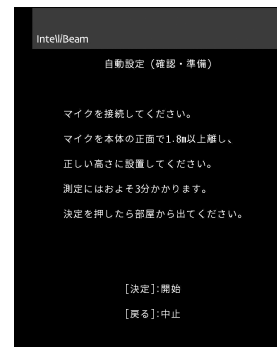 IntelliBeam
自動設定（確認・準備）
マイクを接続してください。
マイクを本体の正面で1.8m以上離し、
正しい高さに設置してください。
測定にはおよそ3分かかります。
決定を押したら部屋から出てください。
[決定]:開始
[戻る]:中止